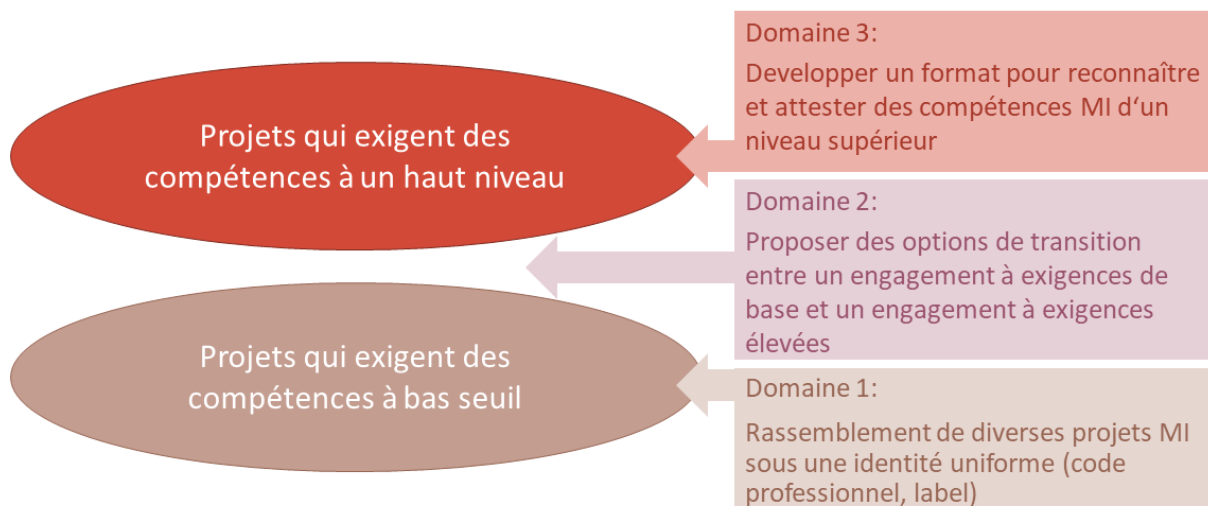 Projets qui exigent des
compétences à un haut niveau
Projets qui exigent des
compétences à bas seuil
Domaine 3:
Developper un format pour reconnaître
et attester des compétences MI d‘un
niveau supérieur
Domaine 2:
Proposer des options de transition
entre un engagement à exigences de
base et un engagement à exigences
élevées
Domaine 1:
Rassemblement de diverses projets MI
sous une identité uniforme (code
professionnel, label)